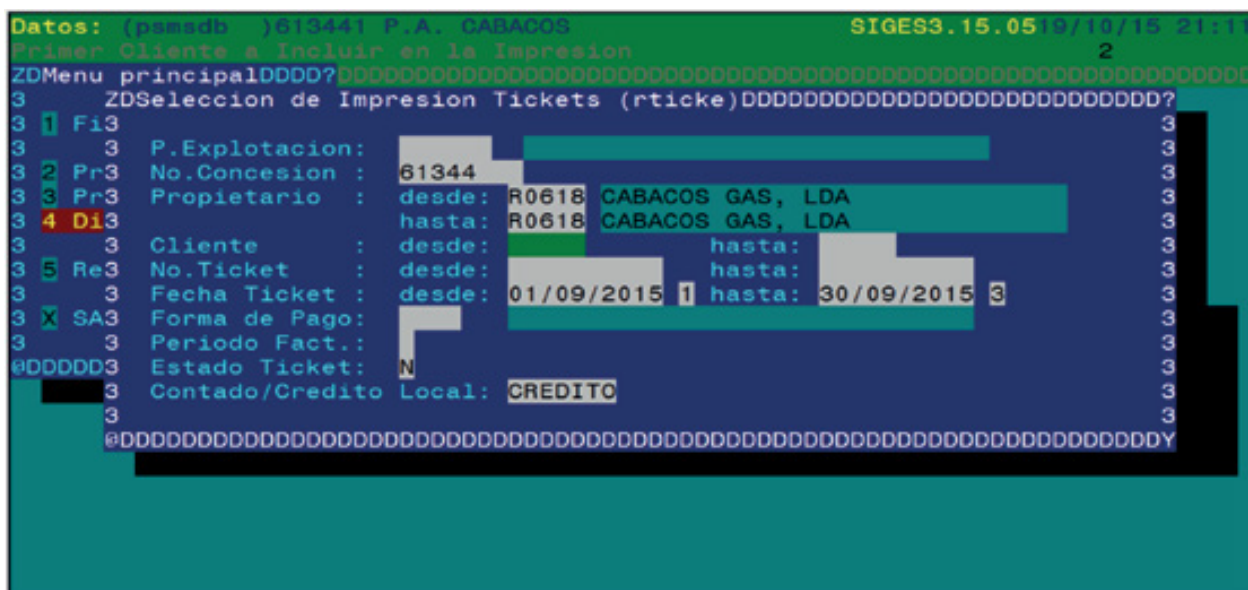 Datos: (psmsdb )613441 P.A. CABACOS SIGES3.15.0519/10/15 21:11
Primer Cliente a Incluir en la Impresion 2
ZDMenu principalDDDD?DDDDDDDDDDDDDDDDDDDDDDDDDDDDDDDDDDDDDDDDDDDDDDDDDDDDDDDDDDD
3 ZDSeleccion de Impresion Tickets (rticke)DDDDDDDDDDDDDDDDDDDDDDDDDDD?
3 1 Fi3 3
3 3 P.Explotacion: 3
3 2 Pr3 No.Concesion : 61344 3
3 3 Pr3 Propietario : desde: R0618 CABACOS GAS, LDA 3
3 4 Di3 hasta: R0618 CABACOS GAS, LDA 3
3 3 Cliente : desde: hasta: 3
3 5 Re3 No.Ticket : desde: hasta: 3
3 3 Fecha Ticket : desde: 01/09/2015 1 hasta: 30/09/2015 3 3
3 X SA3 Forma de Pago: 3
3 3 Periodo Fact.: 3
@DDDDD3 Estado Ticket: N 3
3 Contado/Credito Local: CREDITO 3
3 3
@DDDDDDDDDDDDDDDDDDDDDDDDDDDDDDDDDDDDDDDDDDDDDDDDDDDDDDDDDDDDDDDDDDDY